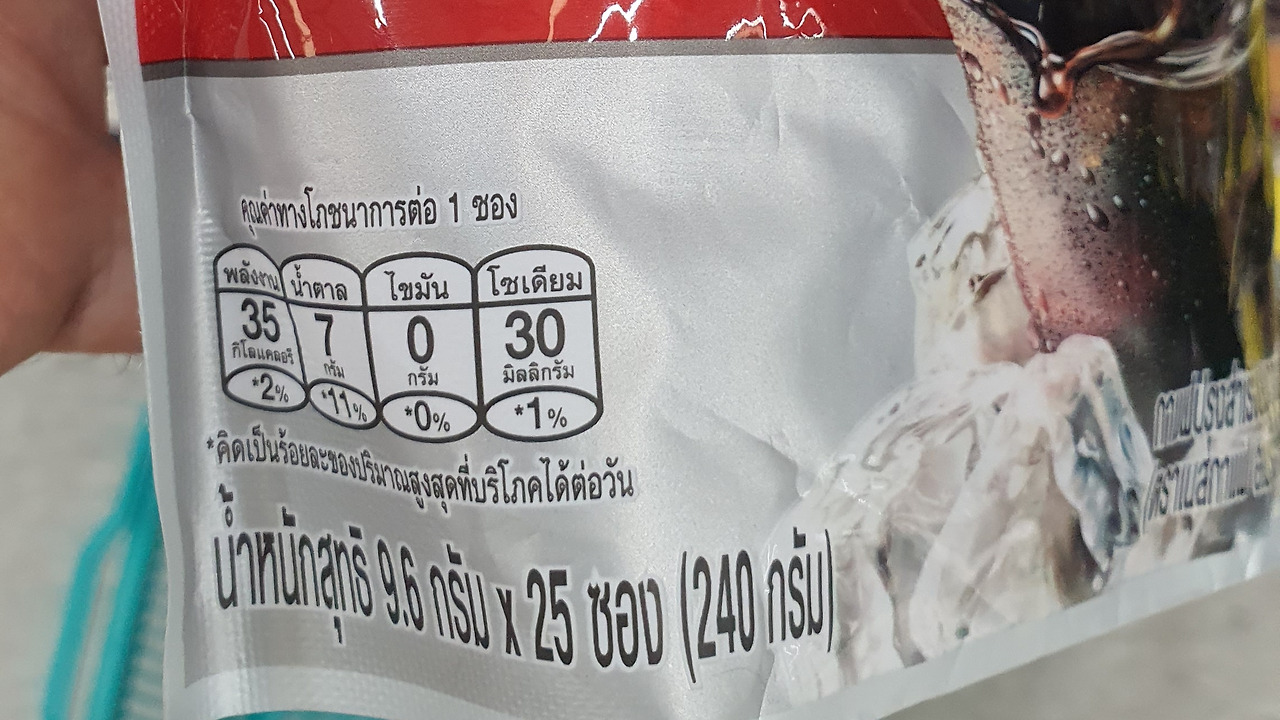 คุณค่าทางโภชนาการต่อ 1 ซอง
พลังงาน น้ำตาล ไขมัน โซเดียม
35 7 0 30
กิโลแคลอรี กรัม กรัม มิลลิกรัม
*2% *11% *0% *1%
*คิดเป็นร้อยละของปริมาณสูงสุดที่บริโภคได้ต่อวัน
น้ำหนักสุทธิ 9.6 กรัม x 25 ซอง (240 กรัม)